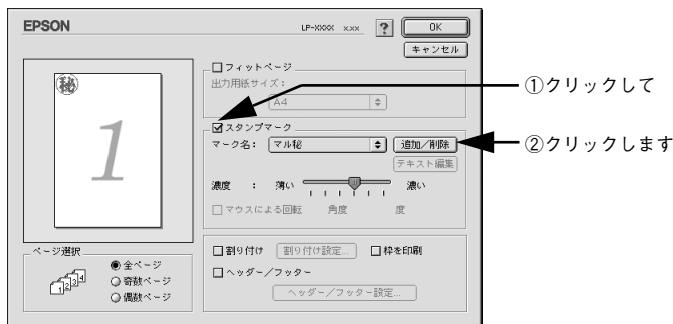 EPSON
LP-XXXX x.xx ? OK
キャンセル
フィットページ
出力用紙サイズ：
A4
①クリックして
スタンプマーク
マーク名： マル秘 追加／削除
②クリックします
テキスト編集
濃度 ： 薄い 濃い
マウスによる回転 角度 度
㊙
1
ページ選択
1 2 3 4
全ページ
奇数ページ
偶数ページ
割り付け 割り付け設定... 枠を印刷
ヘッダー／フッター
ヘッダー／フッター設定...